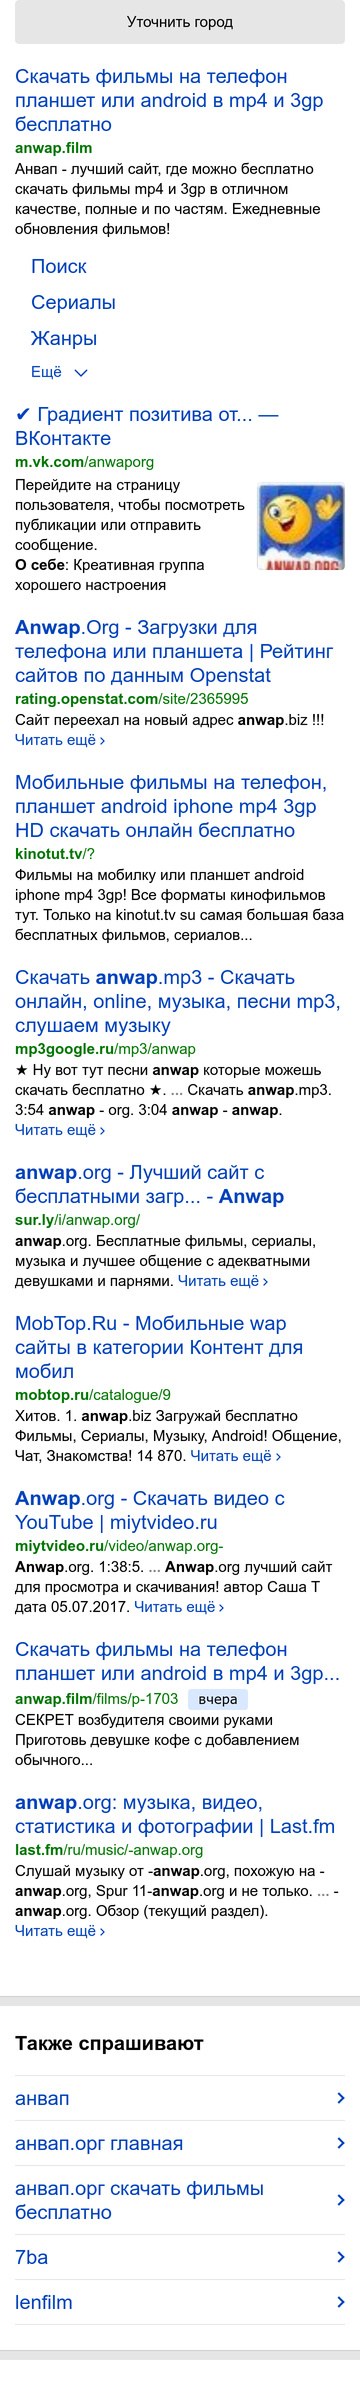 Уточнить город
Скачать фильмы на телефон
планшет или android в mp4 и 3gp
бесплатно
anwap.film
Анвап - лучший сайт, где можно бесплатно
скачать фильмы mp4 и 3gp в отличном
качестве, полные и по частям. Ежедневные
обновления фильмов!
Поиск
Сериалы
Жанры
Ещё
✔ Градиент позитива от... —
ВКонтакте
m.vk.com/anwaporg
Перейдите на страницу
пользователя, чтобы посмотреть
публикации или отправить
сообщение.
О себе: Креативная группа
хорошего настроения
ANWAP.ORG
Anwap.Org - Загрузки для
телефона или планшета | Рейтинг
сайтов по данным Openstat
rating.openstat.com/site/2365995
Сайт переехал на новый адрес anwap.biz !!!
Читать ещё ›
Мобильные фильмы на телефон,
планшет android iphone mp4 3gp
HD скачать онлайн бесплатно
kinotut.tv/?
Фильмы на мобилку или планшет android
iphone mp4 3gp! Все форматы кинофильмов
тут. Только на kinotut.tv su самая большая база
бесплатных фильмов, сериалов...
Скачать anwap.mp3 - Скачать
онлайн, online, музыка, песни mp3,
слушаем музыку
mp3google.ru/mp3/anwap
★ Ну вот тут песни anwap которые можешь
скачать бесплатно ★. ... Скачать anwap.mp3.
3:54 anwap - org. 3:04 anwap - anwap.
Читать ещё ›
anwap.org - Лучший сайт с
бесплатными загр... - Anwap
sur.ly/i/anwap.org/
anwap.org. Бесплатные фильмы, сериалы,
музыка и лучшее общение с адекватными
девушками и парнями. Читать ещё ›
MobTop.Ru - Мобильные wap
сайты в категории Контент для
мобил
mobtop.ru/catalogue/9
Хитов. 1. anwap.biz Загружай бесплатно
Фильмы, Сериалы, Музыку, Android! Общение,
Чат, Знакомства! 14 870. Читать ещё ›
Anwap.org - Скачать видео с
YouTube | miytvideo.ru
miytvideo.ru/video/anwap.org-
Anwap.org. 1:38:5. ... Anwap.org лучший сайт
для просмотра и скачивания! автор Саша Т
дата 05.07.2017. Читать ещё ›
Скачать фильмы на телефон
планшет или android в mp4 и 3gp...
anwap.film/films/p-1703 вчера
СЕКРЕТ возбудителя своими руками
Приготовь девушке кофе с добавлением
обычного...
anwap.org: музыка, видео,
статистика и фотографии | Last.fm
last.fm/ru/music/-anwap.org
Слушай музыку от -anwap.org, похожую на -
anwap.org, Spur 11-anwap.org и не только. ... -
anwap.org. Обзор (текущий раздел).
Читать ещё ›
Также спрашивают
анвап
анвап.орг главная
анвап.орг скачать фильмы
бесплатно
7ba
lenfilm